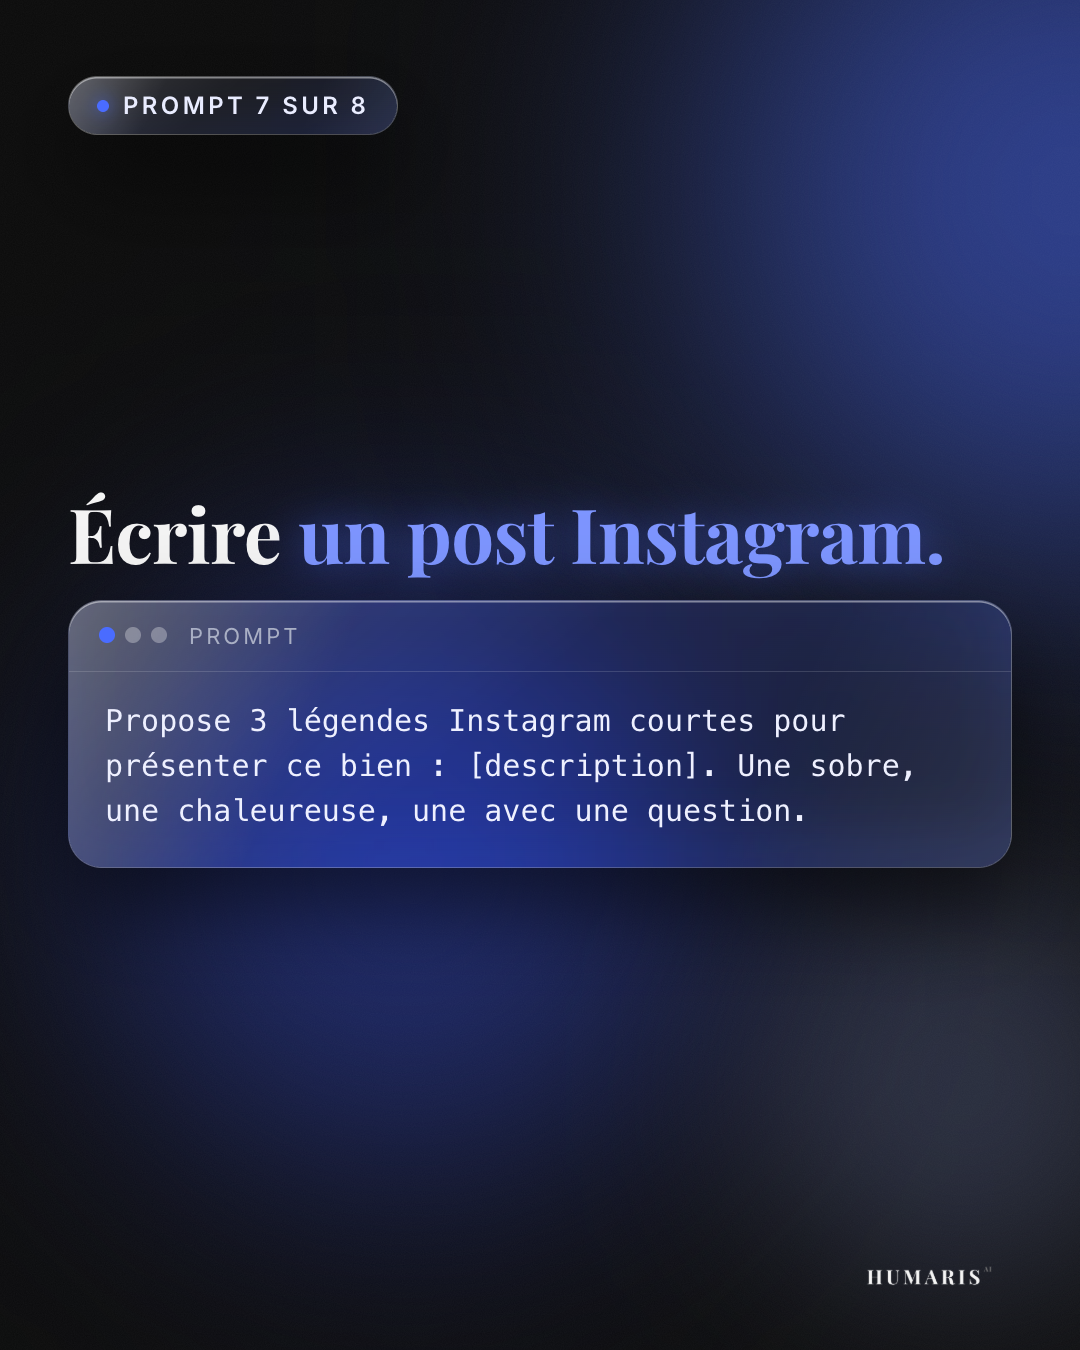 PROMPT 7 SUR 8
Écrire un post Instagram.
PROMPT
Propose 3 légendes Instagram courtes pour
présenter ce bien : [description]. Une sobre,
une chaleureuse, une avec une question.
HUMARIS AI